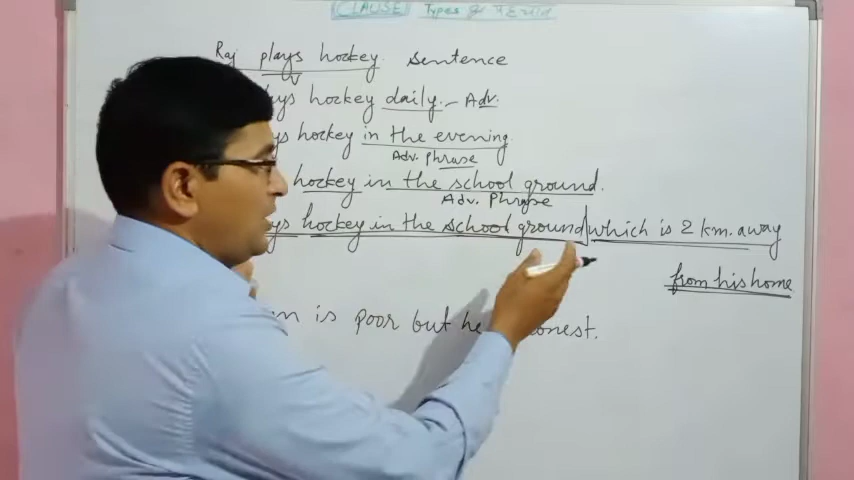 CLAUSE Types of
Raj plays hockey. sentence
V
ys hockey daily. - Adv.
ys hockey in the evening.
Adv. Phrase
hockey in the school ground.
Adv. Phrase
ys hockey in the school ground which is 2 km. away
from his home
n is poor but he onest.